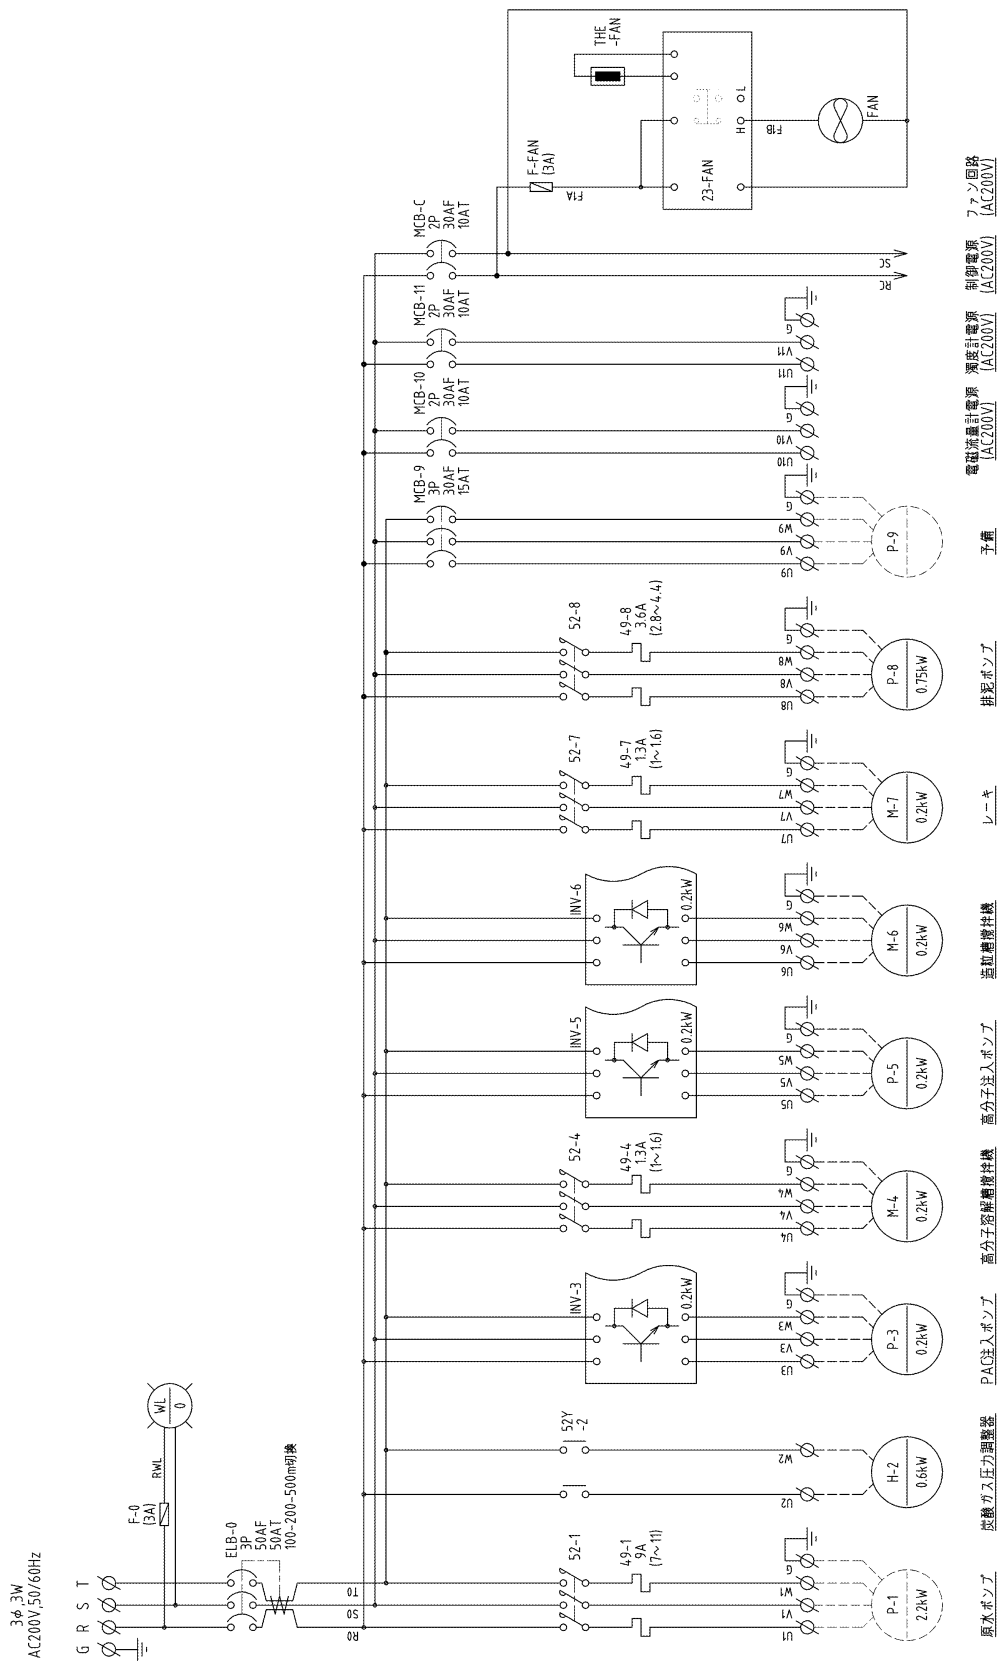 3φ,3W
AC200V,50/60Hz
G R S T
F-0
(3A)
RWL
WL
0
ELB-0
3P
50AF
50AT
100-200-500m切換
R0
S0
T0
52-1
49-1
9A
(7~11)
U1
V1
W1
G
P-1
2.2kW
原水ポンプ
52Y
-2
U2
W2
H-2
0.6kW
炭酸ガス圧力調整器
INV-3
0.2kW
U3
V3
W3
G
P-3
0.2kW
PAC注入ポンプ
52-4
49-4
1.3A
(1~1.6)
U4
V4
W4
G
M-4
0.2kW
高分子溶解槽撹拌機
INV-5
0.2kW
U5
V5
W5
G
P-5
0.2kW
高分子注入ポンプ
INV-6
0.2kW
U6
V6
W6
G
M-6
0.2kW
造粒槽撹拌機
52-7
49-7
1.3A
(1~1.6)
U7
V7
W7
G
M-7
0.2kW
レーキ
52-8
49-8
3.6A
(2.8~4.4)
U8
V8
W8
G
P-8
0.75kW
排泥ポンプ
MCB-9
3P
30AF
15AT
U9
V9
W9
G
P-9
予備
MCB-10
2P
30AF
10AT
U10
V10
G
電磁流量計電源
(AC200V)
MCB-11
2P
30AF
10AT
U11
V11
G
濁度計電源
(AC200V)
MCB-C
2P
30AF
10AT
RC
SC
制御電源
(AC200V)
F-FAN
(3A)
F1A
THE
-FAN
23-FAN
H
L
F1B
FAN
ファン回路
(AC200V)